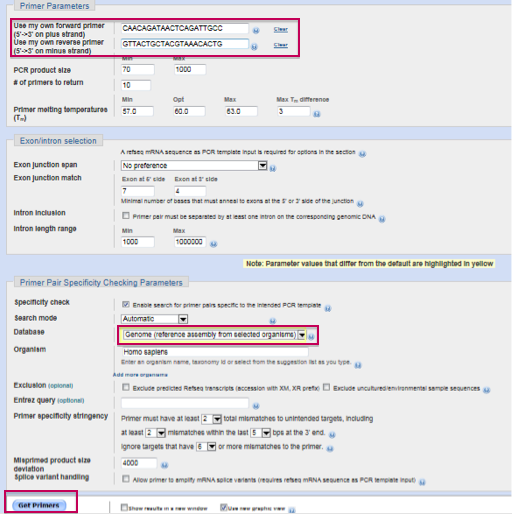 Primer Parameters
Use my own forward primer
(5'->3' on plus strand)
CAACAGATAACTCAGATTGCC
Clear
Use my own reverse primer
(5'->3' on minus strand)
GTTACTGCTACGTAAACACTG
Clear
Min Max
PCR product size 70 1000
# of primers to return 10
Min Opt Max Max Tm difference
Primer melting temperatures
(Tm)
57.0 60.0 63.0 3
Exon/intron selection
A refseq mRNA sequence as PCR template input is required for options in the section
Exon junction span No preference
Exon junction match Exon at 5' side Exon at 3' side
7 4
Minimal number of bases that must anneal to exons at the 5' or 3' side of the junction
Intron inclusion Primer pair must be separated by at least one intron on the corresponding genomic DNA
Intron length range Min Max
1000 1000000
Note: Parameter values that differ from the default are highlighted in yellow
Primer Pair Specificity Checking Parameters
Specificity check Enable search for primer pairs specific to the intended PCR template
Search mode Automatic
Database Genome (reference assembly from selected organisms)
Organism Homo sapiens
Enter an organism name, taxonomy id or select from the suggestion list as you type.
Add more organisms
Exclusion (optional) Exclude predicted Refseq transcripts (accession with XM, XR prefix) Exclude uncultured/environmental sample sequences
Entrez query (optional)
Primer specificity stringency Primer must have at least 2 total mismatches to unintended targets, including
at least 2 mismatches within the last 5 bps at the 3' end.
Ignore targets that have 6 or more mismatches to the primer.
Misprimed product size
deviation
4000
Splice variant handling Allow primer to amplify mRNA splice variants (requires refseq mRNA sequence as PCR template input)
Get Primers Show results in a new window Use new graphic view